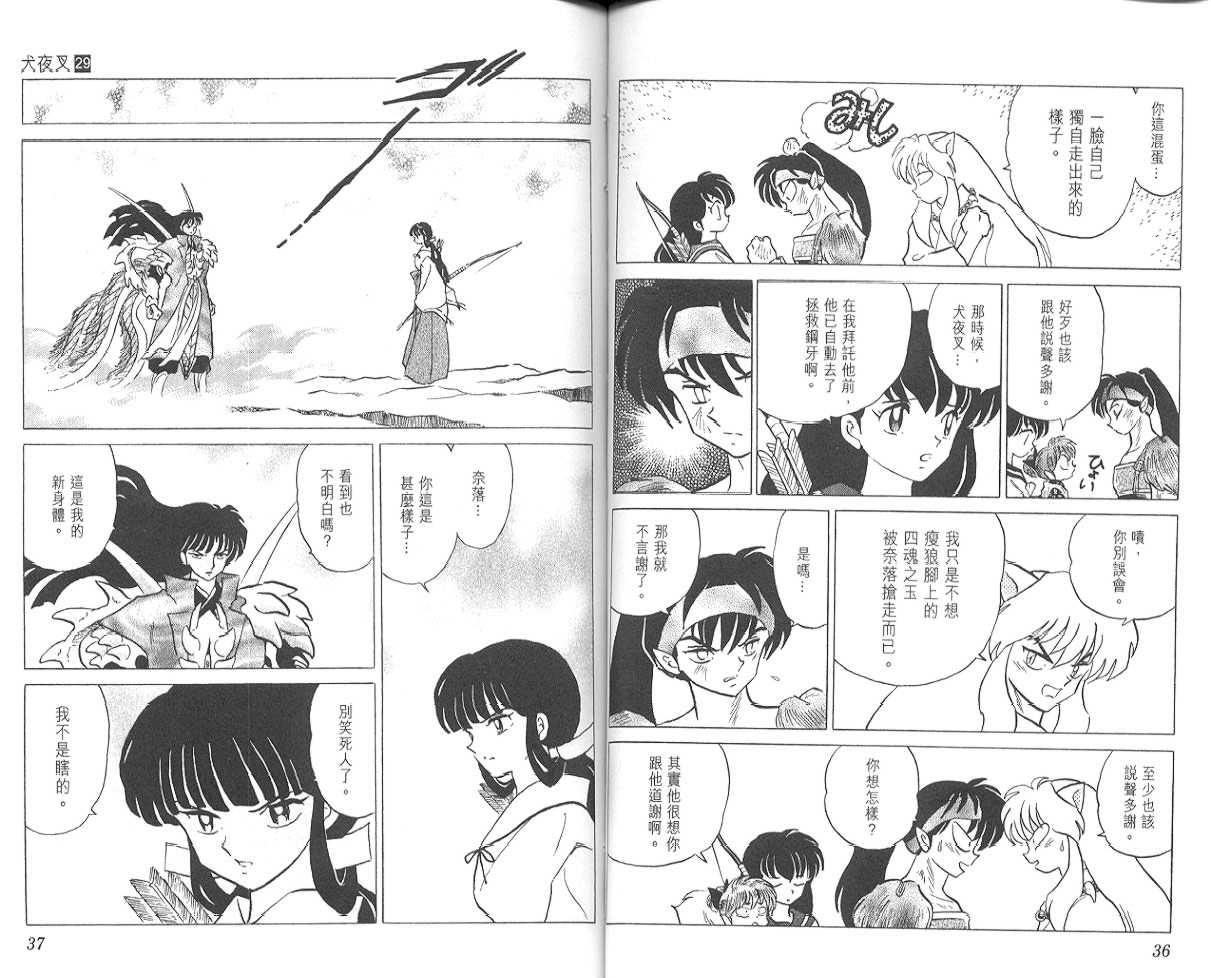 你這混蛋…
一臉自己
獨自走出來的
樣子。
好歹也該
跟他説聲多謝。
ひょい
那時候，
犬夜叉…
在我拜託他前，
他已自動去了
拯救鋼牙啊。
嘖，
你別誤會。
我只是不想
瘦狼腳上的
四魂之玉
被奈落搶走而已。
是嗎…
那我就
不言謝了。
至少也該
説聲多謝。
你想怎樣？
其實他很想你
跟他道謝啊。
36
犬夜叉 29
ゴ
奈落…
你這是
甚麼樣子…
看到也
不明白嗎？
這是我的
新身體。
別笑死人了。
我不是瞎的。
37